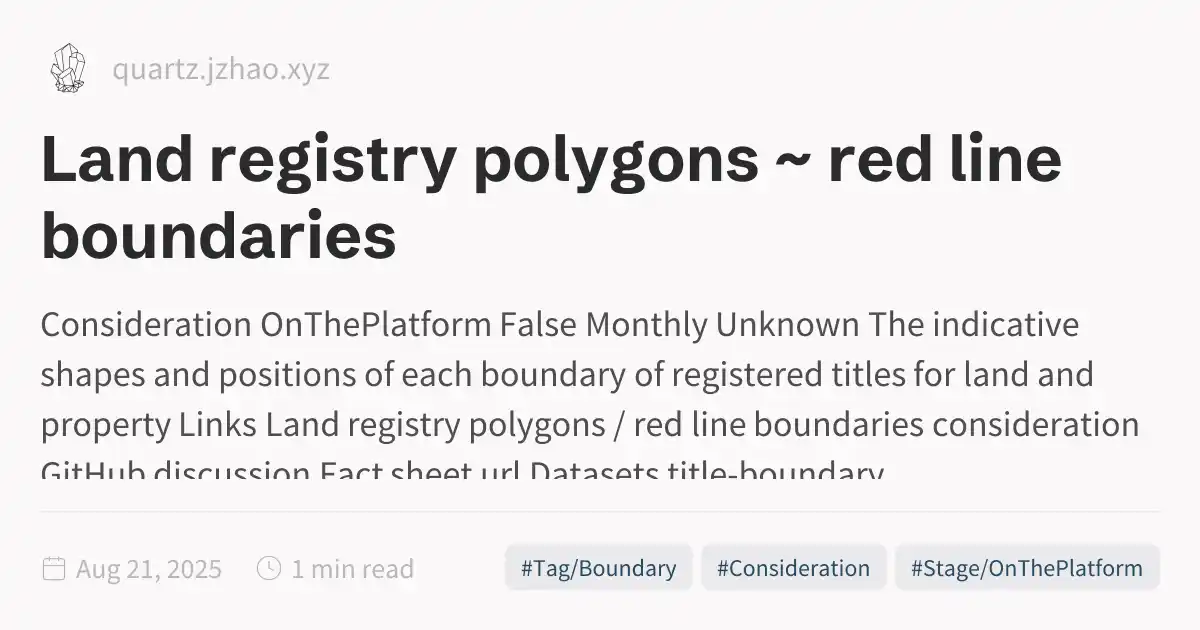 quartz.jzhao.xyz
Land registry polygons ~ red line
boundaries
Consideration OnThePlatform False Monthly Unknown The indicative
shapes and positions of each boundary of registered titles for land and
property Links Land registry polygons / red line boundaries consideration
GitHub discussion Fact sheet url Datasets title-boundary
Aug 21, 2025 1 min read #Tag/Boundary #Consideration #Stage/OnThePlatform